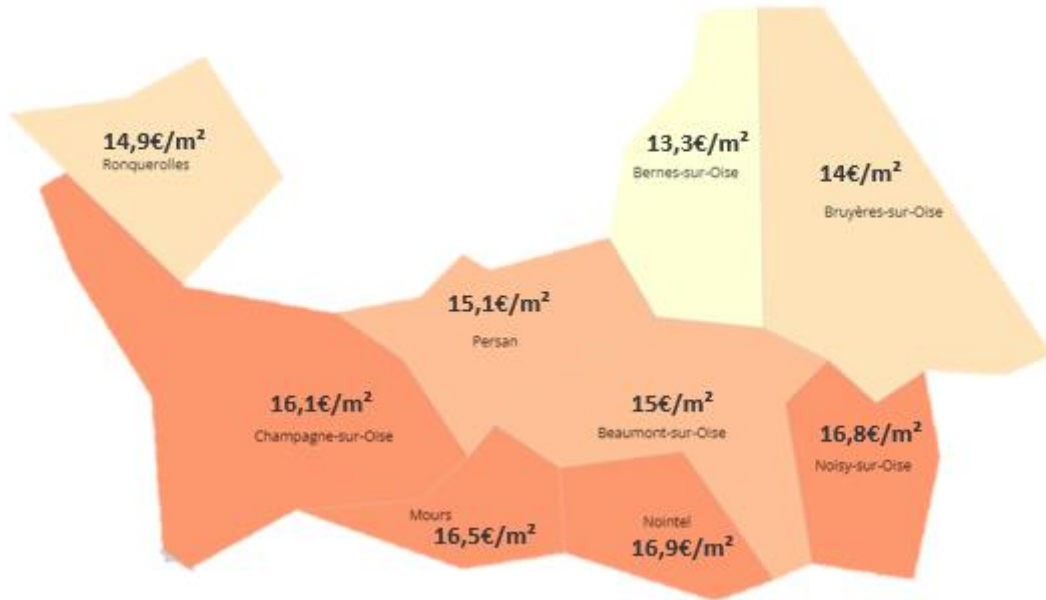 14,9€/m²
Ronquerolles
13,3€/m²
Bernes-sur-Oise
14€/m²
Bruyères-sur-Oise
15,1€/m²
Persan
16,1€/m²
Champagne-sur-Oise
15€/m²
Beaumont-sur-Oise
16,8€/m²
Noisy-sur-Oise
Mours
16,5€/m²
Nointel
16,9€/m²